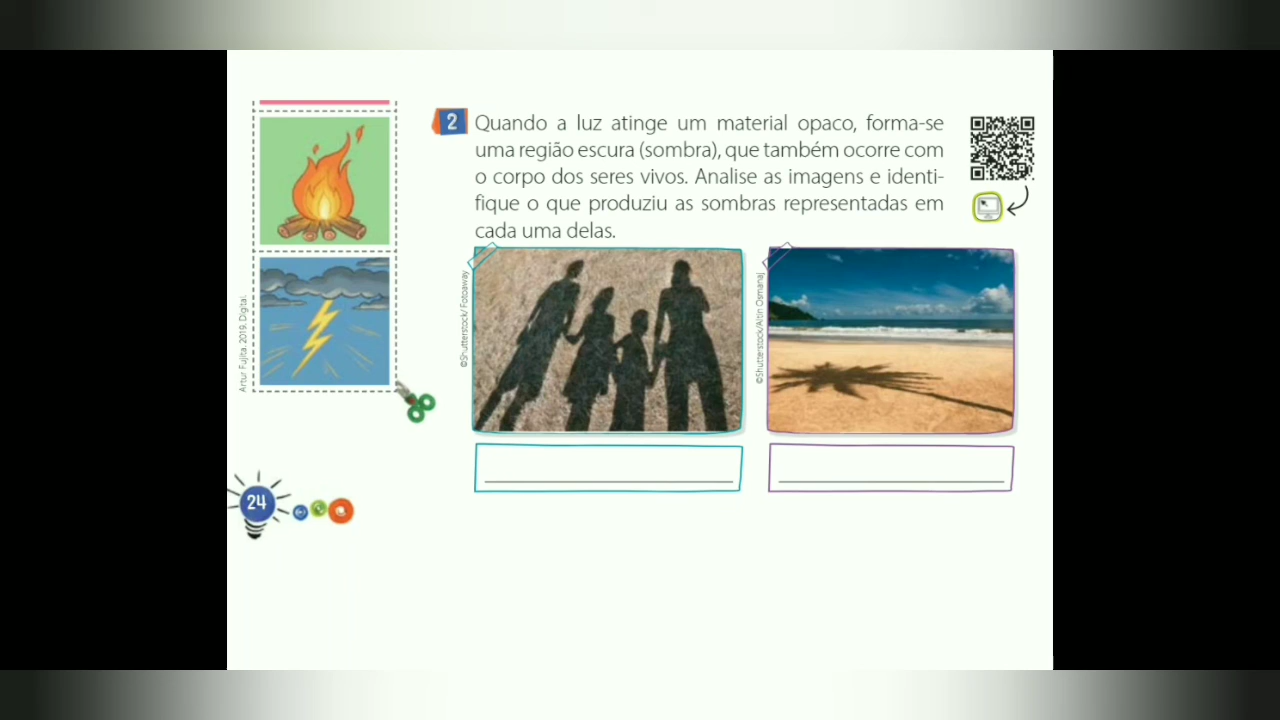 2
Quando a luz atinge um material opaco, forma-se
uma região escura (sombra), que também ocorre com
o corpo dos seres vivos. Analise as imagens e identi-
fique o que produziu as sombras representadas em
cada uma delas.
Artur Fujita. 2019. Digital.
©Shutterstock/ Fotoaway
©Shutterstock/Altin Osmanaj
24